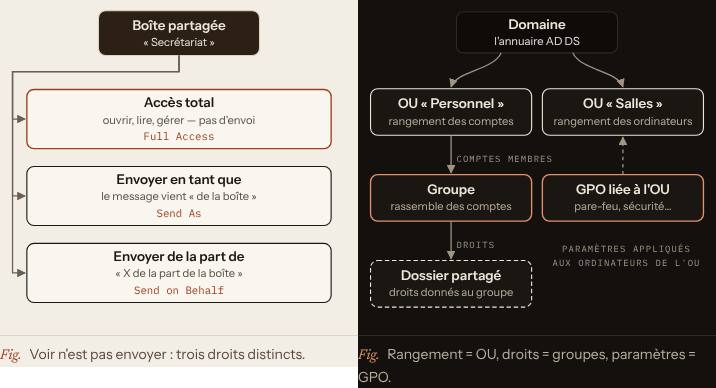 Boîte partagée
« Secrétariat »
Accès total
ouvrir, lire, gérer — pas d'envoi
Full Access
Envoyer en tant que
le message vient « de la boîte »
Send As
Envoyer de la part de
« X de la part de la boîte »
Send on Behalf
Fig. Voir n'est pas envoyer : trois droits distincts.
Domaine
l'annuaire AD DS
OU « Personnel »
rangement des comptes
OU « Salles »
rangement des ordinateurs
COMPTES MEMBRES
Groupe
rassemble des comptes
GPO liée à l'OU
pare-feu, sécurité…
DROITS
PARAMÈTRES APPLIQUÉS
AUX ORDINATEURS DE L'OU
Dossier partagé
droits donnés au groupe
Fig. Rangement = OU, droits = groupes, paramètres =
GPO.